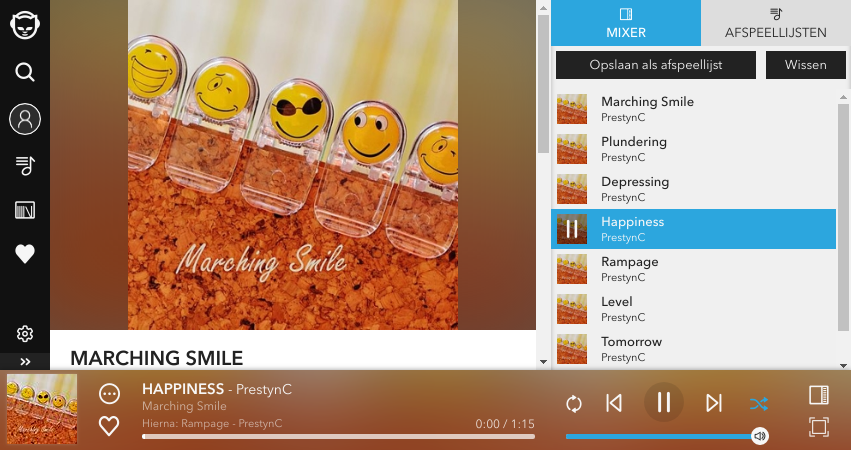 MIXER
AFSPEELLIJSTEN
Opslaan als afspeellijst
Wissen
Marching Smile
PrestynC
Plundering
PrestynC
Depressing
PrestynC
Happiness
PrestynC
Rampage
PrestynC
Level
PrestynC
Tomorrow
PrestynC
Marching Smile
MARCHING SMILE
HAPPINESS - PrestynC
Marching Smile
Hierna: Rampage - PrestynC
0:00 / 1:15